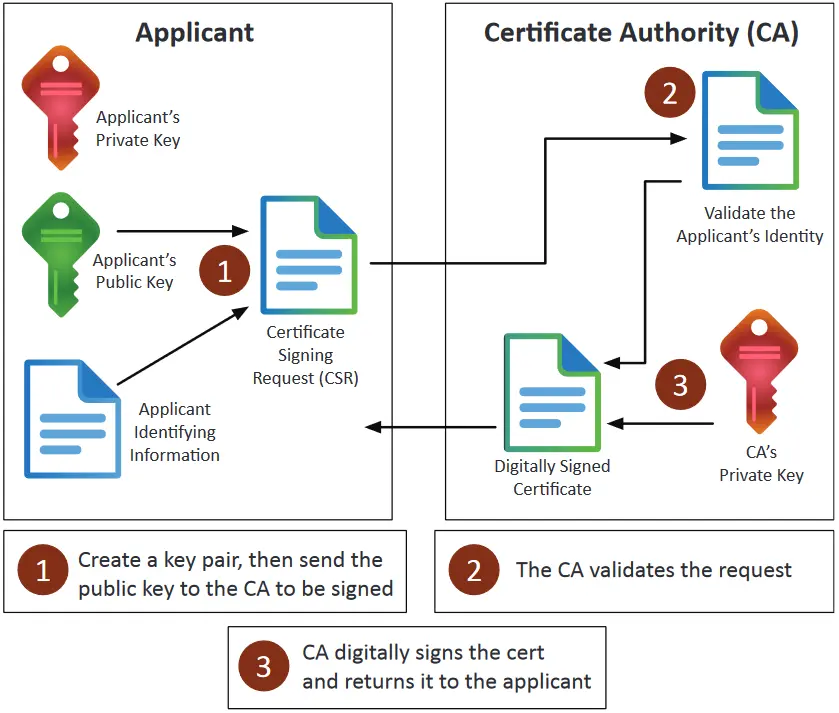 Applicant
Applicant's
Private Key
Applicant's
Public Key
1
Certificate
Signing
Request (CSR)
Applicant
Identifying
Information
Certificate Authority (CA)
2
Validate the
Applicant's Identity
3
CA's
Private Key
Digitally Signed
Certificate
1
Create a key pair, then send the
public key to the CA to be signed
2
The CA validates the request
3
CA digitally signs the cert
and returns it to the applicant